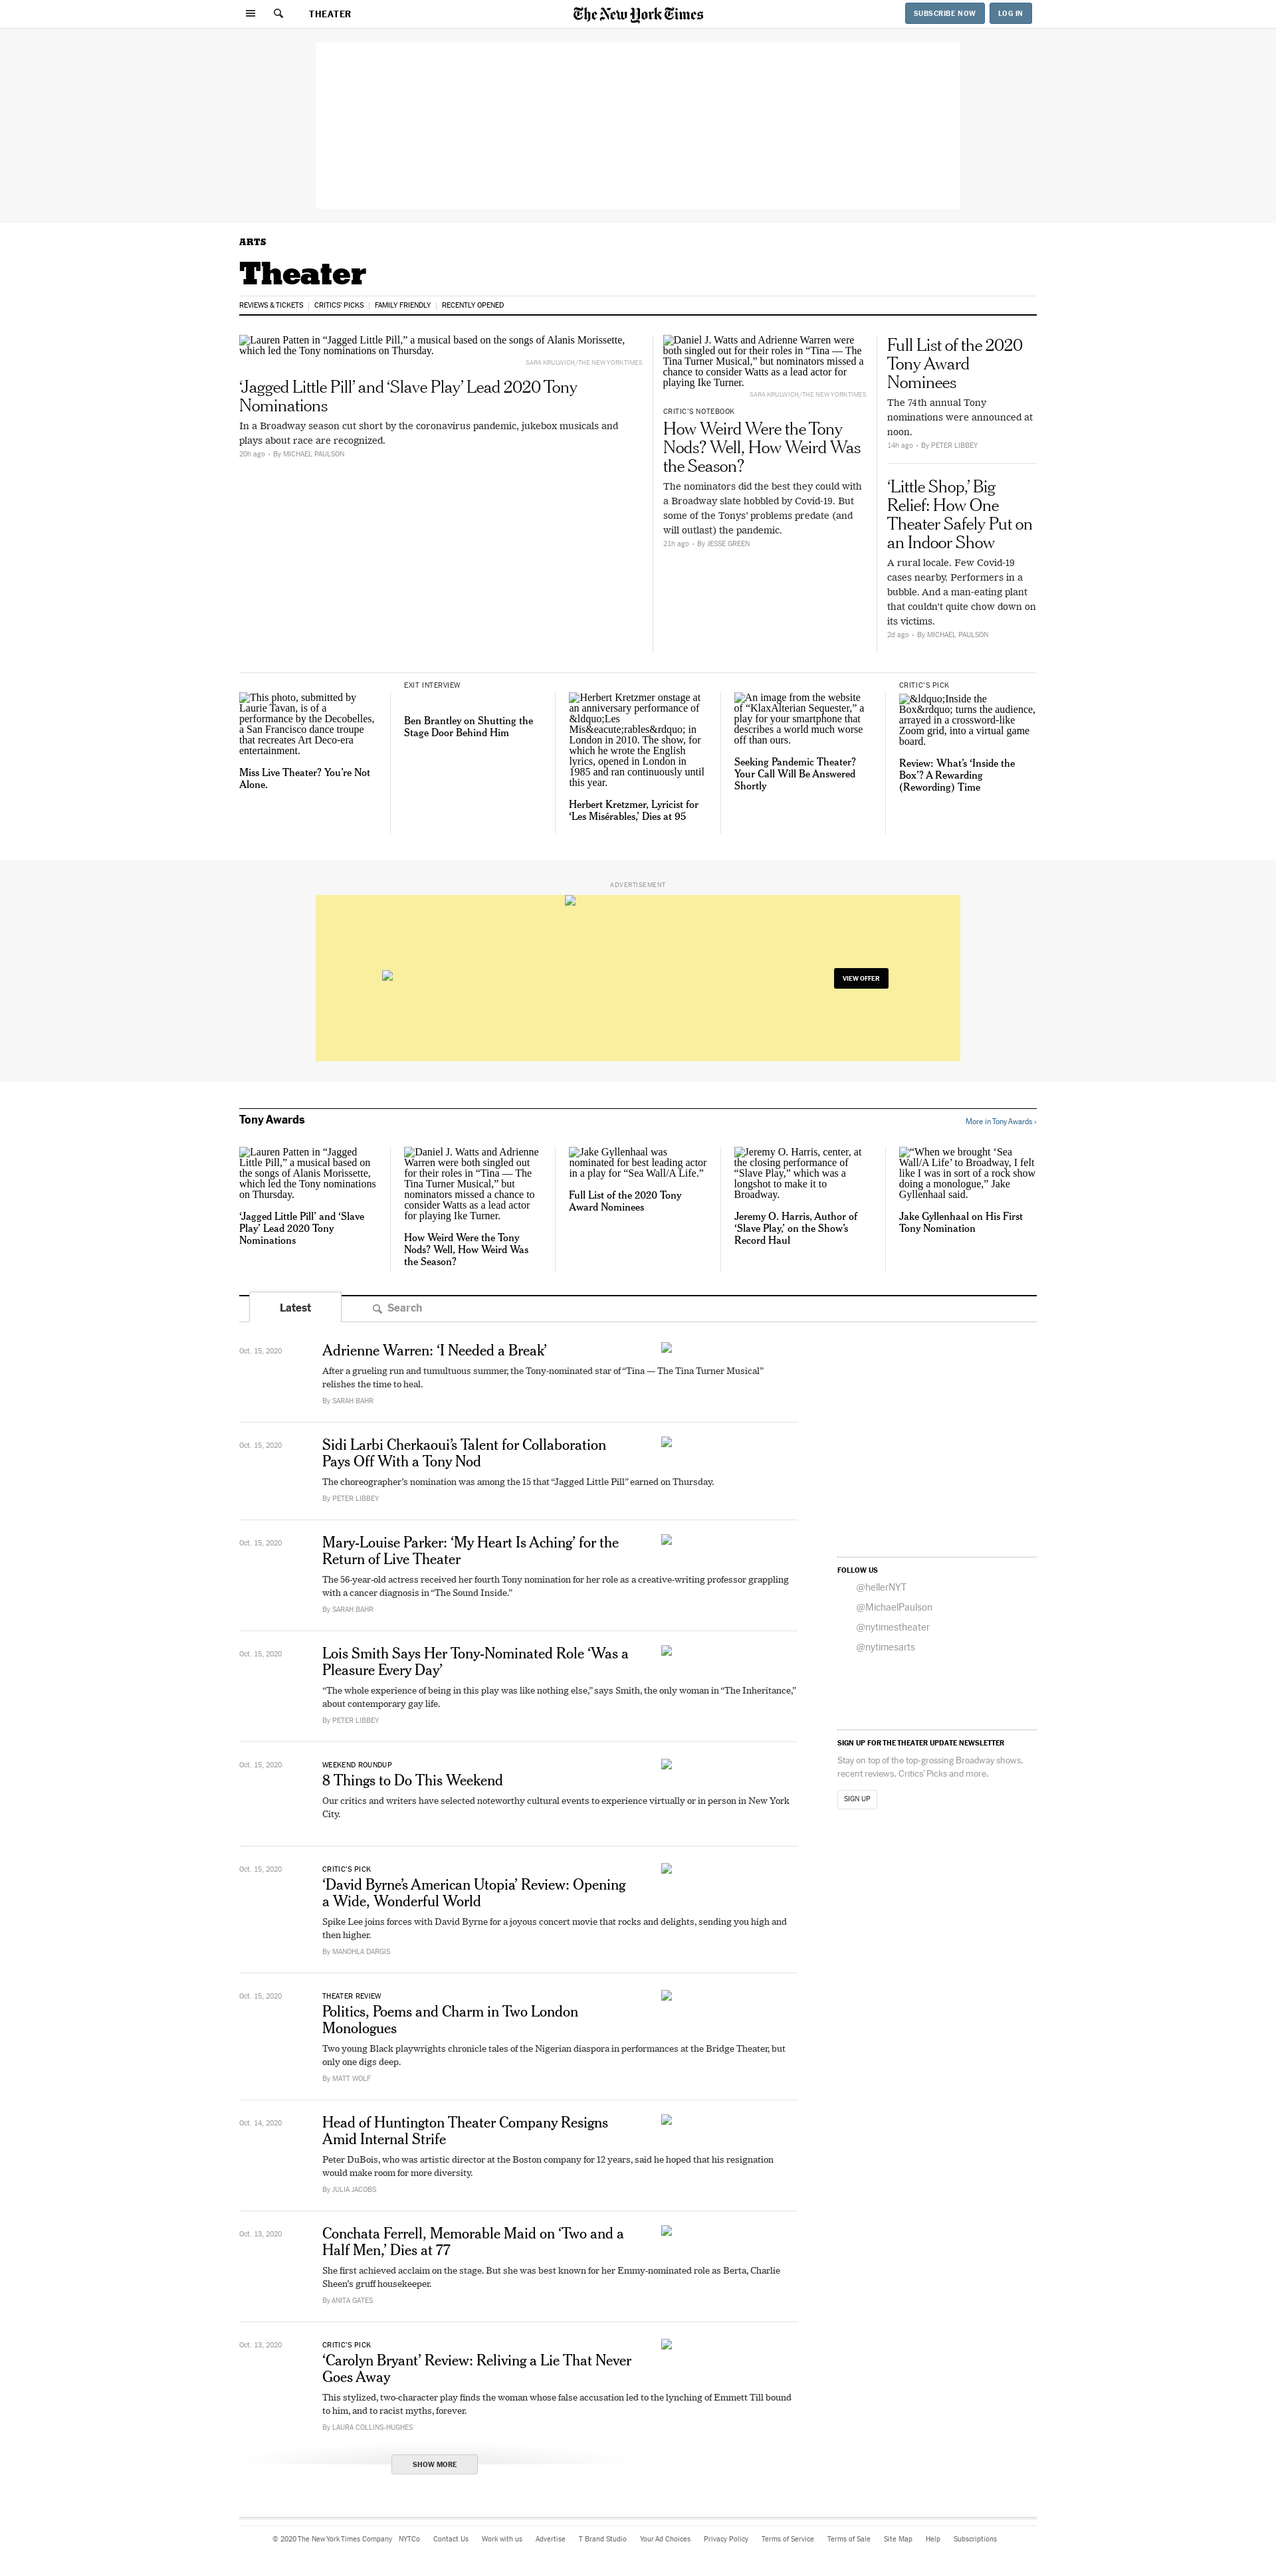 THEATER
The New York Times
SUBSCRIBE NOW
LOG IN
ARTS
Theater
REVIEWS & TICKETS
CRITICS' PICKS
FAMILY FRIENDLY
RECENTLY OPENED
Lauren Patten in “Jagged Little Pill,” a musical based on the songs of Alanis Morissette,
which led the Tony nominations on Thursday.
SARA KRULWICH/THE NEW YORK TIMES
‘Jagged Little Pill’ and ‘Slave Play’ Lead 2020 Tony
Nominations
In a Broadway season cut short by the coronavirus pandemic, jukebox musicals and
plays about race are recognized.
20h ago • By MICHAEL PAULSON
Daniel J. Watts and Adrienne Warren were
both singled out for their roles in “Tina — The
Tina Turner Musical,” but nominators missed a
chance to consider Watts as a lead actor for
playing Ike Turner.
SARA KRULWICH/THE NEW YORK TIMES
CRITIC’S NOTEBOOK
How Weird Were the Tony
Nods? Well, How Weird Was
the Season?
The nominators did the best they could with
a Broadway slate hobbled by Covid-19. But
some of the Tonys’ problems predate (and
will outlast) the pandemic.
21h ago • By JESSE GREEN
Full List of the 2020
Tony Award
Nominees
The 74th annual Tony
nominations were announced at
noon.
14h ago • By PETER LIBBEY
‘Little Shop,’ Big
Relief: How One
Theater Safely Put on
an Indoor Show
A rural locale. Few Covid-19
cases nearby. Performers in a
bubble. And a man-eating plant
that couldn’t quite chow down on
its victims.
2d ago • By MICHAEL PAULSON
This photo, submitted by
Laurie Tavan, is of a
performance by the Decobelles,
a San Francisco dance troupe
that recreates Art Deco-era
entertainment.
Miss Live Theater? You’re Not
Alone.
EXIT INTERVIEW
Ben Brantley on Shutting the
Stage Door Behind Him
Herbert Kretzmer onstage at
an anniversary performance of
&ldquo;Les
Mis&eacute;rables&rdquo; in
London in 2010. The show, for
which he wrote the English
lyrics, opened in London in
1985 and ran continuously until
this year.
Herbert Kretzmer, Lyricist for
‘Les Misérables,’ Dies at 95
An image from the website
of “KlaxAlterian Sequester,” a
play for your smartphone that
describes a world much worse
off than ours.
Seeking Pandemic Theater?
Your Call Will Be Answered
Shortly
CRITIC’S PICK
&ldquo;Inside the
Box&rdquo; turns the audience,
arrayed in a crossword-like
Zoom grid, into a virtual game
board.
Review: What’s ‘Inside the
Box’? A Rewarding
(Rewording) Time
ADVERTISEMENT
VIEW OFFER
Tony Awards
More in Tony Awards ›
Lauren Patten in “Jagged
Little Pill,” a musical based on
the songs of Alanis Morissette,
which led the Tony nominations
on Thursday.
‘Jagged Little Pill’ and ‘Slave
Play’ Lead 2020 Tony
Nominations
Daniel J. Watts and Adrienne
Warren were both singled out
for their roles in “Tina — The
Tina Turner Musical,” but
nominators missed a chance to
consider Watts as a lead actor
for playing Ike Turner.
How Weird Were the Tony
Nods? Well, How Weird Was
the Season?
Jake Gyllenhaal was
nominated for best leading actor
in a play for “Sea Wall/A Life.”
Full List of the 2020 Tony
Award Nominees
Jeremy O. Harris, center, at
the closing performance of
“Slave Play,” which was a
longshot to make it to
Broadway.
Jeremy O. Harris, Author of
‘Slave Play,’ on the Show’s
Record Haul
“When we brought ‘Sea
Wall/A Life’ to Broadway, I felt
like I was in sort of a rock show
doing a monologue,” Jake
Gyllenhaal said.
Jake Gyllenhaal on His First
Tony Nomination
Latest
Search
Oct. 15, 2020
Adrienne Warren: ‘I Needed a Break’
After a grueling run and tumultuous summer, the Tony-nominated star of “Tina — The Tina Turner Musical”
relishes the time to heal.
By SARAH BAHR
Oct. 15, 2020
Sidi Larbi Cherkaoui’s Talent for Collaboration
Pays Off With a Tony Nod
The choreographer’s nomination was among the 15 that “Jagged Little Pill” earned on Thursday.
By PETER LIBBEY
Oct. 15, 2020
Mary-Louise Parker: ‘My Heart Is Aching’ for the
Return of Live Theater
The 56-year-old actress received her fourth Tony nomination for her role as a creative-writing professor grappling
with a cancer diagnosis in “The Sound Inside.”
By SARAH BAHR
Oct. 15, 2020
Lois Smith Says Her Tony-Nominated Role ‘Was a
Pleasure Every Day’
“The whole experience of being in this play was like nothing else,” says Smith, the only woman in “The Inheritance,”
about contemporary gay life.
By PETER LIBBEY
Oct. 15, 2020
WEEKEND ROUNDUP
8 Things to Do This Weekend
Our critics and writers have selected noteworthy cultural events to experience virtually or in person in New York
City.
Oct. 15, 2020
CRITIC’S PICK
‘David Byrne’s American Utopia’ Review: Opening
a Wide, Wonderful World
Spike Lee joins forces with David Byrne for a joyous concert movie that rocks and delights, sending you high and
then higher.
By MANOHLA DARGIS
Oct. 15, 2020
THEATER REVIEW
Politics, Poems and Charm in Two London
Monologues
Two young Black playwrights chronicle tales of the Nigerian diaspora in performances at the Bridge Theater, but
only one digs deep.
By MATT WOLF
Oct. 14, 2020
Head of Huntington Theater Company Resigns
Amid Internal Strife
Peter DuBois, who was artistic director at the Boston company for 12 years, said he hoped that his resignation
would make room for more diversity.
By JULIA JACOBS
Oct. 13, 2020
Conchata Ferrell, Memorable Maid on ‘Two and a
Half Men,’ Dies at 77
She first achieved acclaim on the stage. But she was best known for her Emmy-nominated role as Berta, Charlie
Sheen’s gruff housekeeper.
By ANITA GATES
Oct. 13, 2020
CRITIC’S PICK
‘Carolyn Bryant’ Review: Reliving a Lie That Never
Goes Away
This stylized, two-character play finds the woman whose false accusation led to the lynching of Emmett Till bound
to him, and to racist myths, forever.
By LAURA COLLINS-HUGHES
SHOW MORE
FOLLOW US
@hellerNYT
@MichaelPaulson
@nytimestheater
@nytimesarts
SIGN UP FOR THE THEATER UPDATE NEWSLETTER
Stay on top of the top-grossing Broadway shows,
recent reviews, Critics’ Picks and more.
SIGN UP
© 2020 The New York Times Company
NYTCo
Contact Us
Work with us
Advertise
T Brand Studio
Your Ad Choices
Privacy Policy
Terms of Service
Terms of Sale
Site Map
Help
Subscriptions